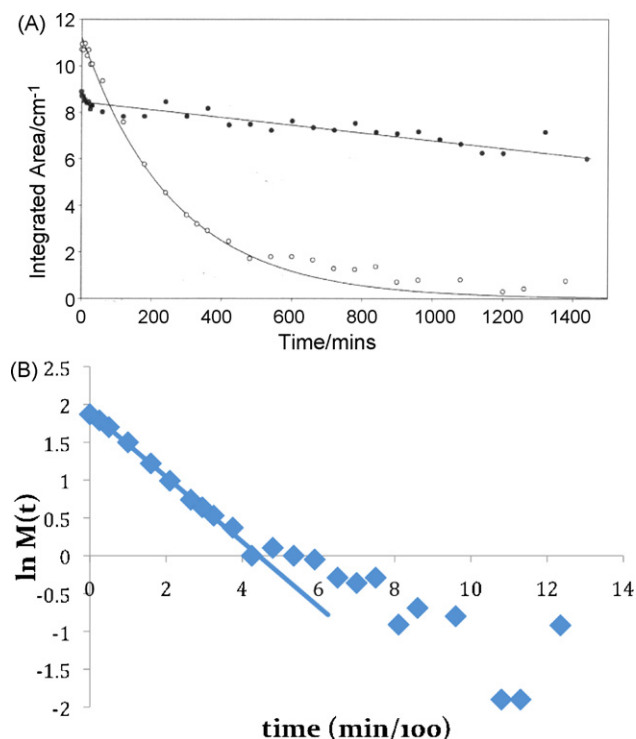 (A)
12
10
8
6
4
2
0
Integrated Area/cm⁻¹
0 200 400 600 800 1000 1200 1400
Time/mins
(B)
2.5
2
1.5
1
0.5
0
-0.5
-1
-1.5
-2
ln M(t)
0 2 4 6 8 10 12 14
time (min/100)